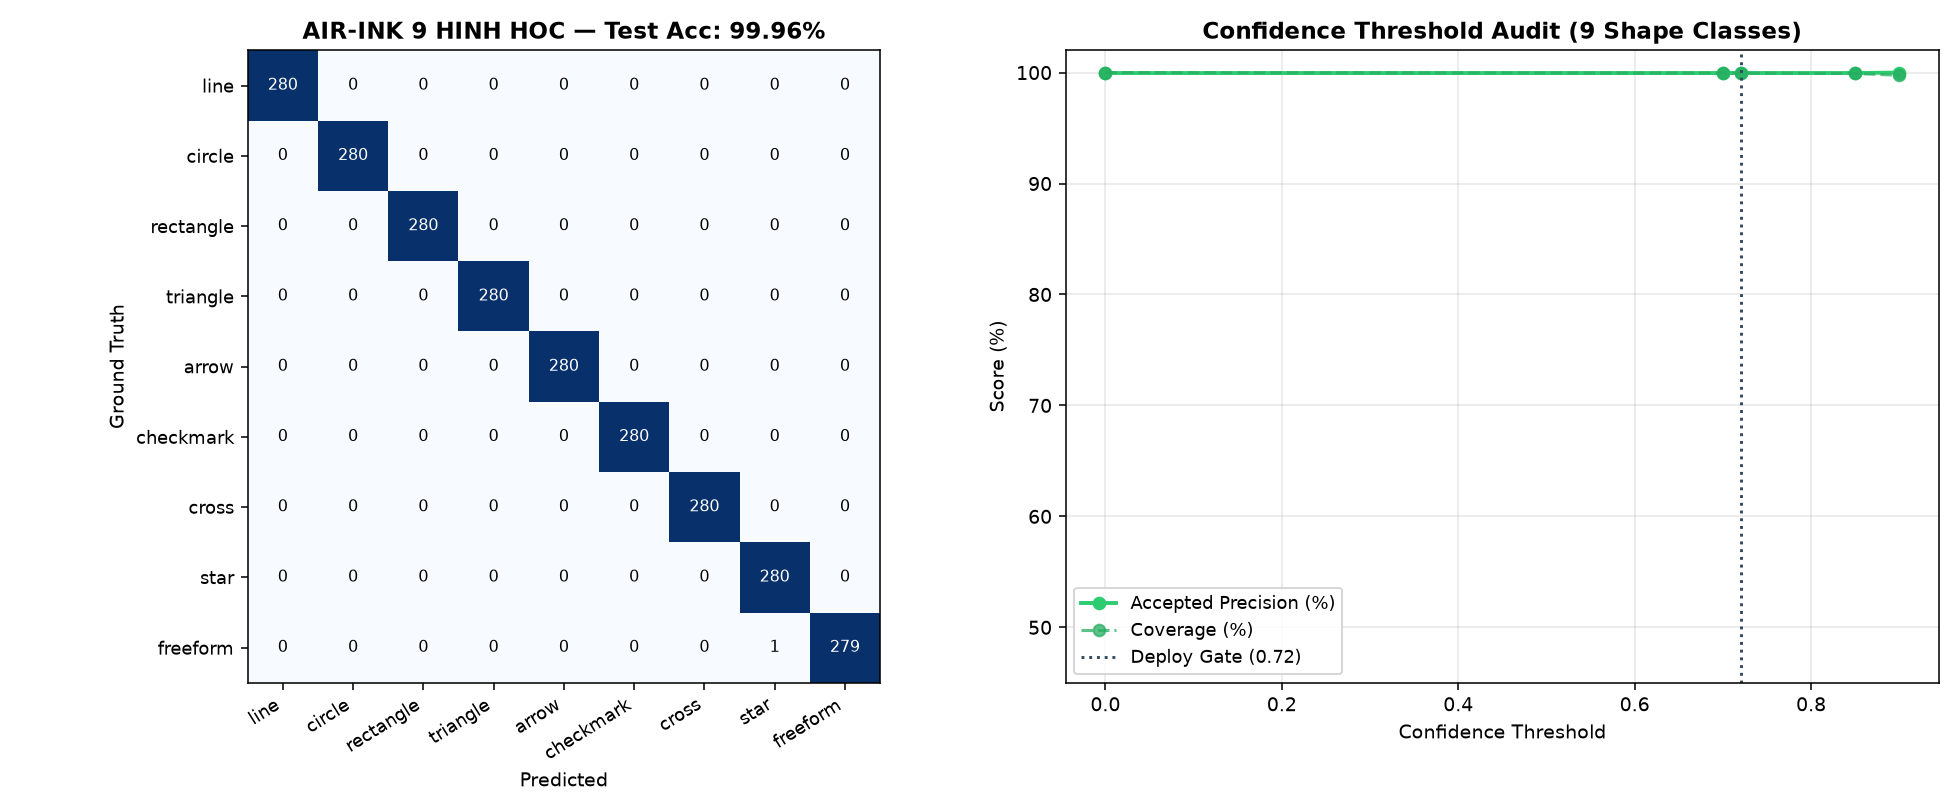 AIR-INK 9 HINH HOC — Test Acc: 99.96%
Ground Truth
line 280 0 0 0 0 0 0 0 0
circle 0 280 0 0 0 0 0 0 0
rectangle 0 0 280 0 0 0 0 0 0
triangle 0 0 0 280 0 0 0 0 0
arrow 0 0 0 0 280 0 0 0 0
checkmark 0 0 0 0 0 280 0 0 0
cross 0 0 0 0 0 0 280 0 0
star 0 0 0 0 0 0 0 280 0
freeform 0 0 0 0 0 0 0 1 279
line circle rectangle triangle arrow checkmark cross star freeform
Predicted
Confidence Threshold Audit (9 Shape Classes)
Score (%)
100
90
80
70
60
50
Accepted Precision (%)
Coverage (%)
Deploy Gate (0.72)
0.0 0.2 0.4 0.6 0.8
Confidence Threshold